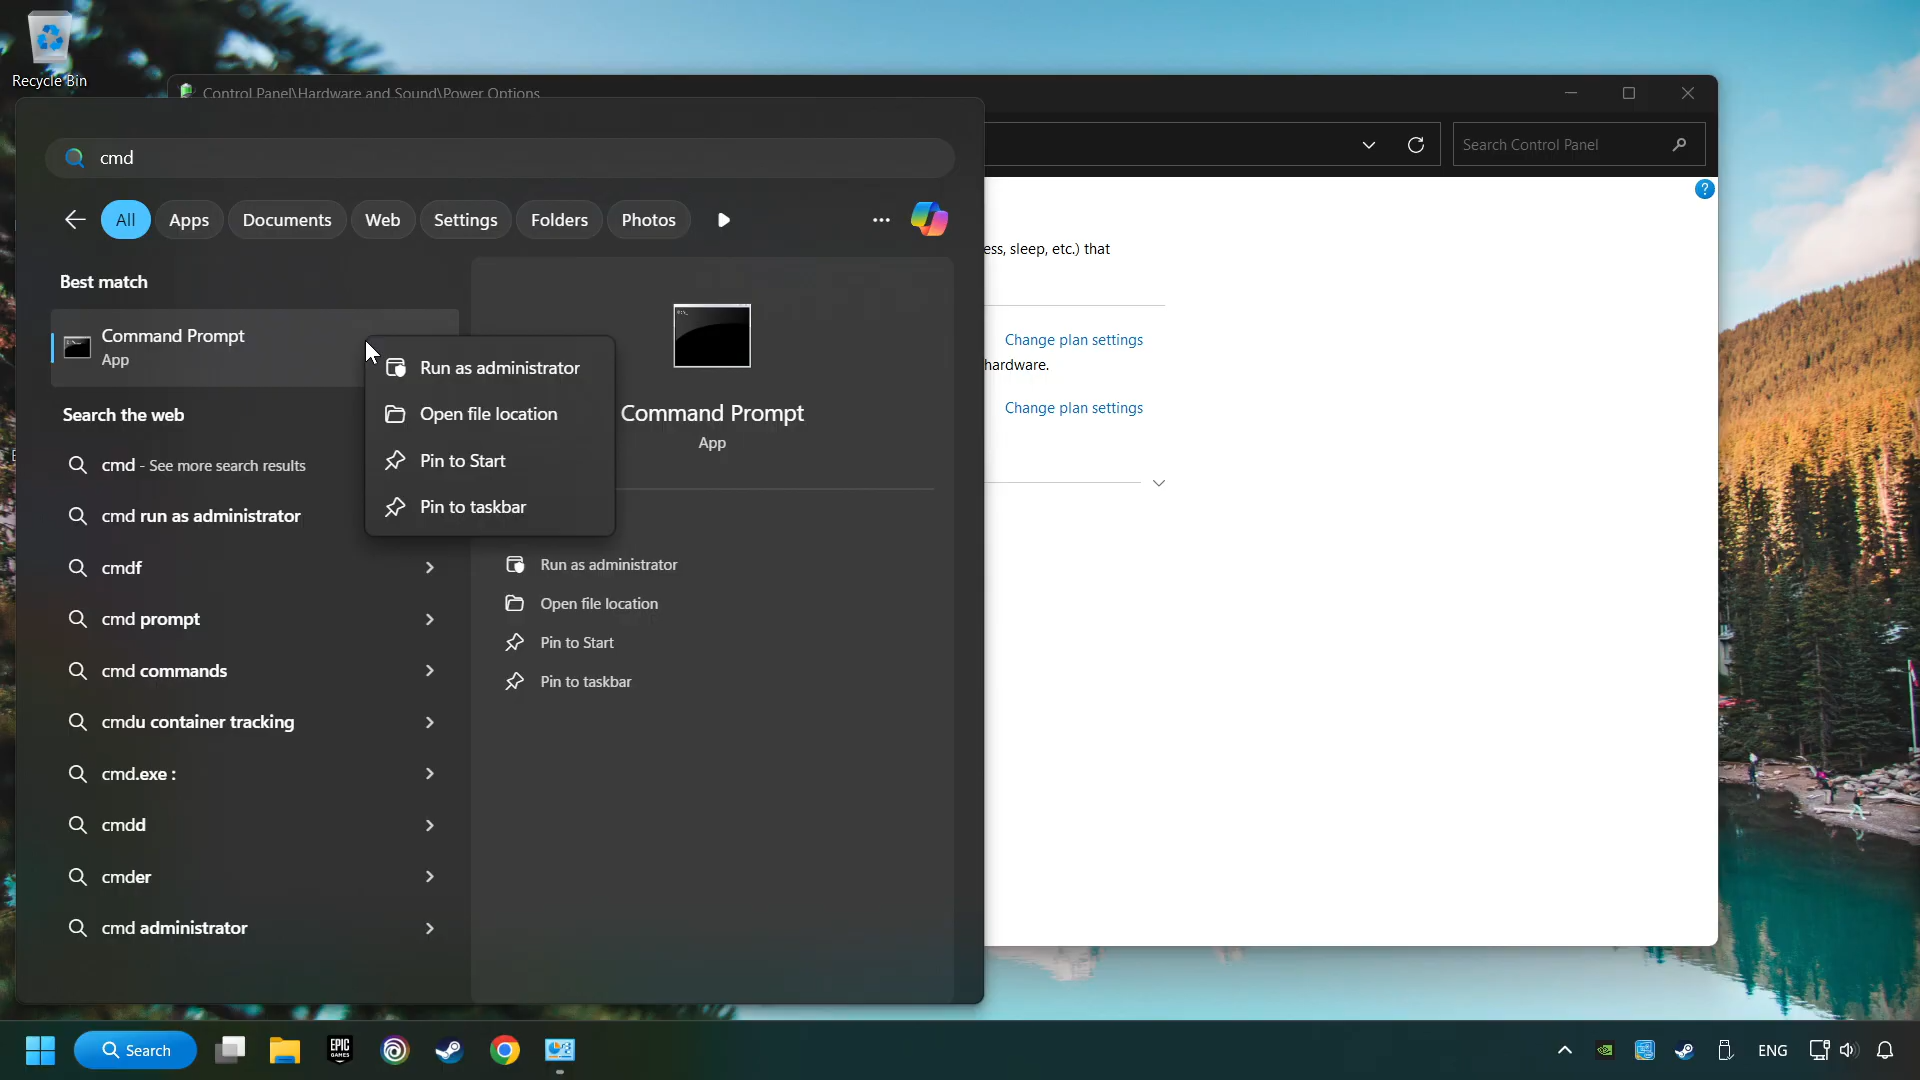 Recycle Bin
Control Panel\Hardware and Sound\Power Options
cmd
Search Control Panel
All
Apps
Documents
Web
Settings
Folders
Photos
Best match
Command Prompt
App
Run as administrator
Open file location
Pin to Start
Pin to taskbar
Search the web
cmd - See more search results
cmd run as administrator
cmdf
cmd prompt
cmd commands
cmdu container tracking
cmd.exe :
cmdd
cmder
cmd administrator
Command Prompt
App
Run as administrator
Open file location
Pin to Start
Pin to taskbar
?
ess, sleep, etc.) that
Change plan settings
hardware.
Change plan settings
Search
EPIC
GAMES
ENG